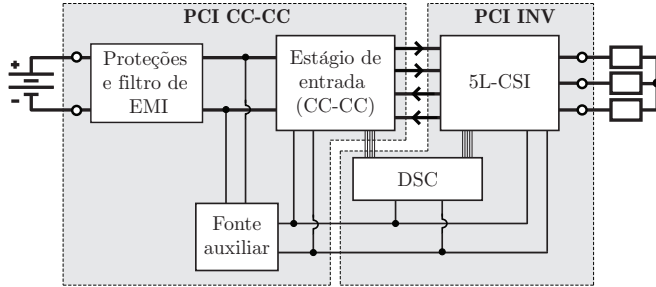 PCI CC-CC
PCI INV
Proteções
e filtro de
EMI
Estágio de
entrada
(CC-CC)
5L-CSI
DSC
Fonte
auxiliar